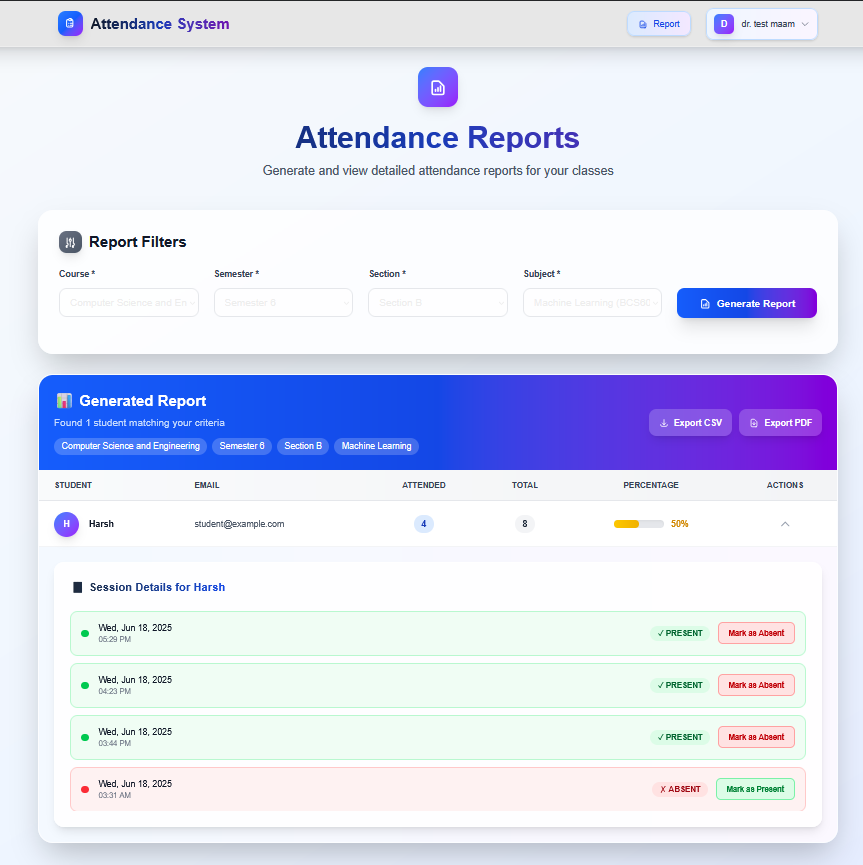 Attendance System
Report
D
dr. test maam
Attendance Reports
Generate and view detailed attendance reports for your classes
Report Filters
Course * Semester * Section * Subject *
Computer Science and En Semester 6 Section B Machine Learning (BCS00 Generate Report
Generated Report
Found 1 student matching your criteria
Export CSV Export PDF
Computer Science and Engineering Semester 6 Section B Machine Learning
STUDENT EMAIL ATTENDED TOTAL PERCENTAGE ACTIONS
H Harsh student@example.com 4 8 50%
Session Details for Harsh
Wed, Jun 18, 2025
05:29 PM
✓ PRESENT Mark as Absent
Wed, Jun 18, 2025
04:23 PM
✓ PRESENT Mark as Absent
Wed, Jun 18, 2025
03:44 PM
✓ PRESENT Mark as Absent
Wed, Jun 18, 2025
03:31 AM
✗ ABSENT Mark as Present